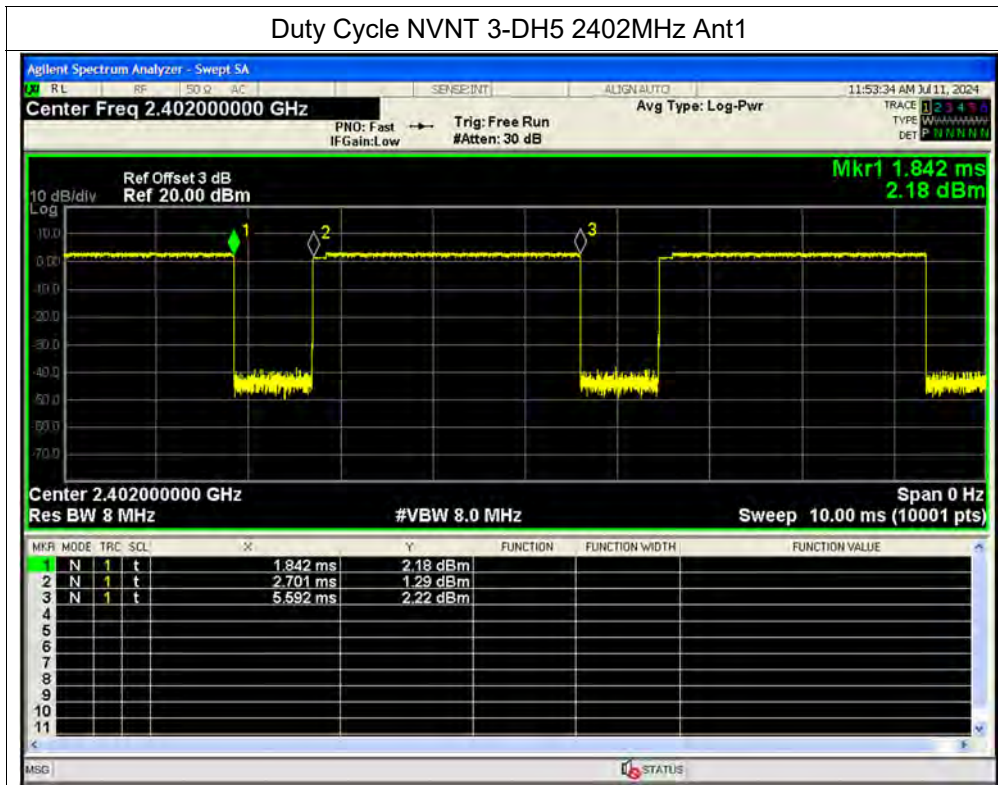 Duty Cycle NVNT 3-DH5 2402MHz Ant1
Agilent Spectrum Analyzer - Swept SA
RL RF 50 Ω AC SENSE:INT ALIGN AUTO 11:53:34 AM Jul 11, 2024
Center Freq 2.402000000 GHz
PNO: Fast
IFGain:Low
Trig: Free Run
#Atten: 30 dB
Avg Type: Log-Pwr
TRACE 1 2 3 4 5 6
TYPE W
DET P N N N N N
Mkr1 1.842 ms
2.18 dBm
Ref Offset 3 dB
10 dB/div Ref 20.00 dBm
Log
10.0
0.00
-10.0
-20.0
-30.0
-40.0
-50.0
-60.0
-70.0
1
2
3
Center 2.402000000 GHz Span 0 Hz
Res BW 8 MHz #VBW 8.0 MHz Sweep 10.00 ms (10001 pts)
MKR MODE TRC SCL X Y FUNCTION FUNCTION WIDTH FUNCTION VALUE
1 N 1 t 1.842 ms 2.18 dBm
2 N 1 t 2.701 ms 1.29 dBm
3 N 1 t 5.592 ms 2.22 dBm
4
5
6
7
8
9
10
11
MSG STATUS